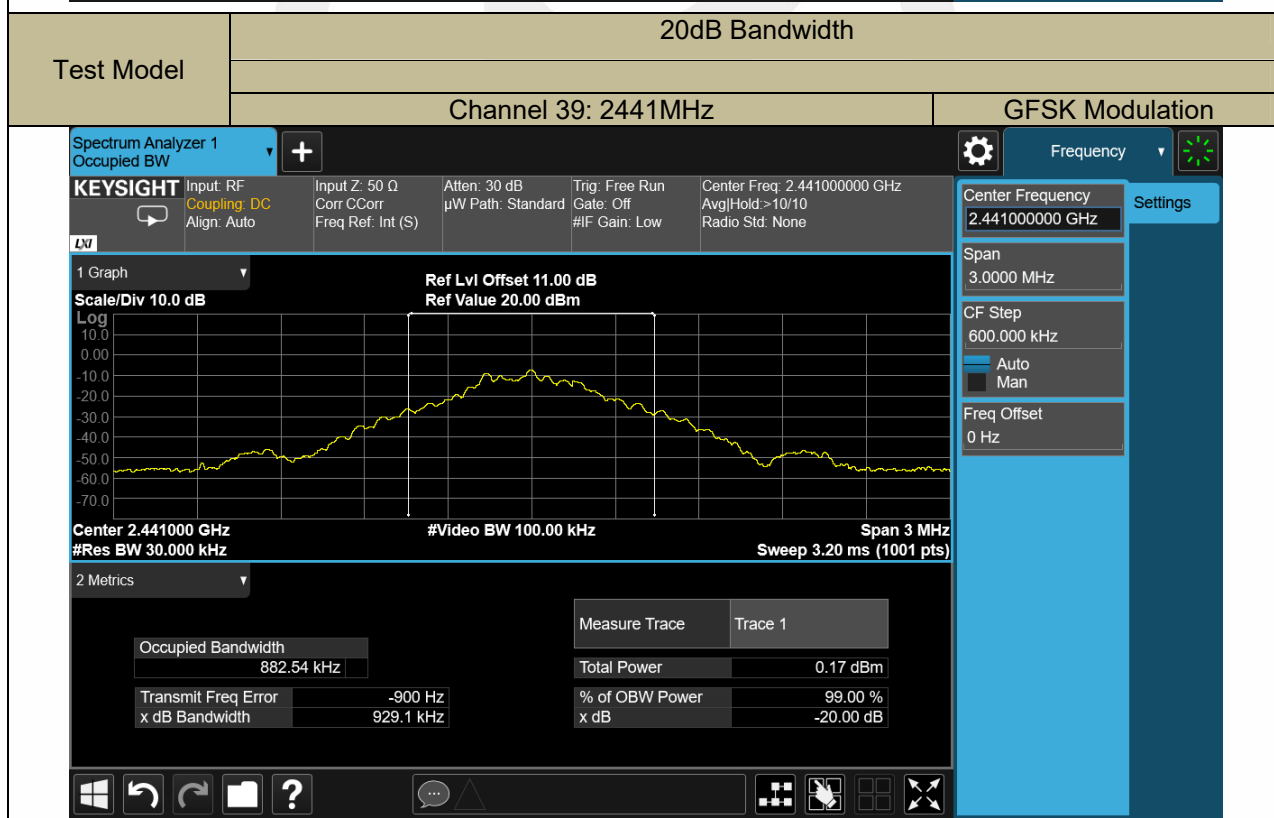 20dB Bandwidth
Test Model
Channel 39: 2441MHz GFSK Modulation
Spectrum Analyzer 1
Occupied BW
Frequency
KEYSIGHT Input: RF Input Z: 50 Ω Atten: 30 dB Trig: Free Run Center Freq: 2.441000000 GHz
Coupling: DC Corr CCorr µW Path: Standard Gate: Off Avg|Hold:>10/10
Align: Auto Freq Ref: Int (S) #IF Gain: Low Radio Std: None
LXI
Center Frequency
2.441000000 GHz
Settings
Span
3.0000 MHz
CF Step
600.000 kHz
Auto
Man
Freq Offset
0 Hz
1 Graph
Ref Lvl Offset 11.00 dB
Scale/Div 10.0 dB Ref Value 20.00 dBm
Log
10.0
0.00
-10.0
-20.0
-30.0
-40.0
-50.0
-60.0
-70.0
Center 2.441000 GHz #Video BW 100.00 kHz Span 3 MHz
#Res BW 30.000 kHz Sweep 3.20 ms (1001 pts)
2 Metrics
Measure Trace Trace 1
Occupied Bandwidth
882.54 kHz Total Power 0.17 dBm
Transmit Freq Error -900 Hz % of OBW Power 99.00 %
x dB Bandwidth 929.1 kHz x dB -20.00 dB